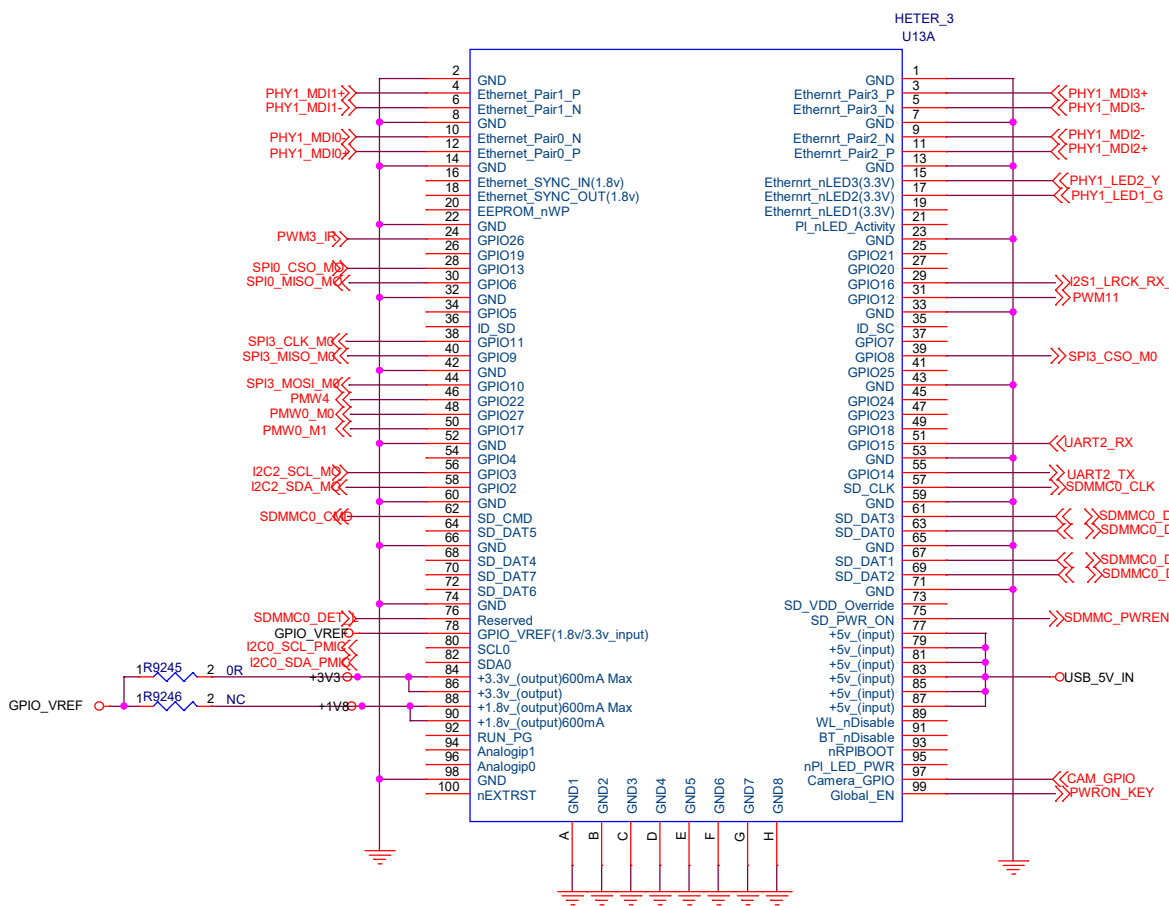 HETER_3
U13A
2 GND GND 1
PHY1_MDI1+ 4 Ethernet_Pair1_P Ethernrt_Pair3_P 3 PHY1_MDI3+
PHY1_MDI1- 6 Ethernet_Pair1_N Ethernrt_Pair3_N 5 PHY1_MDI3-
8 GND GND 7
PHY1_MDI0- 10 Ethernet_Pair0_N Ethernrt_Pair2_N 9 PHY1_MDI2-
PHY1_MDI0+ 12 Ethernet_Pair0_P Ethernrt_Pair2_P 11 PHY1_MDI2+
14 GND GND 13
16 Ethernet_SYNC_IN(1.8v) Ethernrt_nLED3(3.3V) 15 PHY1_LED2_Y
18 Ethernet_SYNC_OUT(1.8v) Ethernrt_nLED2(3.3V) 17 PHY1_LED1_G
20 EEPROM_nWP Ethernrt_nLED1(3.3V) 19
22 GND PI_nLED_Activity 21
PWM3_IR 24 GPIO26 GND 23
26 GPIO19 GPIO21 25
SPI0_CSO_M0 28 GPIO13 GPIO20 27
SPI0_MISO_M0 30 GPIO6 GPIO16 29 I2S1_LRCK_RX_
32 GND GPIO12 31 PWM11
34 GPIO5 GND 33
36 ID_SD ID_SC 35
SPI3_CLK_M0 38 GPIO11 GPIO7 37
SPI3_MISO_M0 40 GPIO9 GPIO8 39 SPI3_CSO_M0
42 GND GPIO25 41
SPI3_MOSI_M0 44 GPIO10 GND 43
PMW4 46 GPIO22 GPIO24 45
PMW0_M0 48 GPIO27 GPIO23 47
PMW0_M1 50 GPIO17 GPIO18 49
52 GND GPIO15 51 UART2_RX
54 GPIO4 GND 53
I2C2_SCL_M0 56 GPIO3 GPIO14 55 UART2_TX
I2C2_SDA_M0 58 GPIO2 SD_CLK 57 SDMMC0_CLK
60 GND GND 59
SDMMC0_CMD 62 SD_CMD SD_DAT3 61 SDMMC0_D
64 SD_DAT5 SD_DAT0 63 SDMMC0_D
66 GND GND 65
68 SD_DAT4 SD_DAT1 67 SDMMC0_D
70 SD_DAT7 SD_DAT2 69 SDMMC0_D
72 SD_DAT6 GND 71
74 GND SD_VDD_Override 73
SDMMC0_DET_L 76 Reserved SD_PWR_ON 75 SDMMC_PWREN
GPIO_VREF 78 GPIO_VREF(1.8v/3.3v_input) +5v_(input) 77
I2C0_SCL_PMIC 80 SCL0 +5v_(input) 79
I2C0_SDA_PMIC 82 SDA0 +5v_(input) 81
1 R9245 2 0R +3V3 84 +3.3v_(output)600mA Max +5v_(input) 83 USB_5V_IN
86 +3.3v_(output) +5v_(input) 85
GPIO_VREF 1 R9246 2 NC +1V8 88 +1.8v_(output)600mA Max +5v_(input) 87
90 +1.8v_(output)600mA WL_nDisable 89
92 RUN_PG BT_nDisable 91
94 Analogip1 nRPIBOOT 93
96 Analogip0 nPI_LED_PWR 95
98 GND Camera_GPIO 97 CAM_GPIO
100 nEXTRST Global_EN 99 PWRON_KEY
GND1 GND2 GND3 GND4 GND5 GND6 GND7 GND8
A B C D E F G H